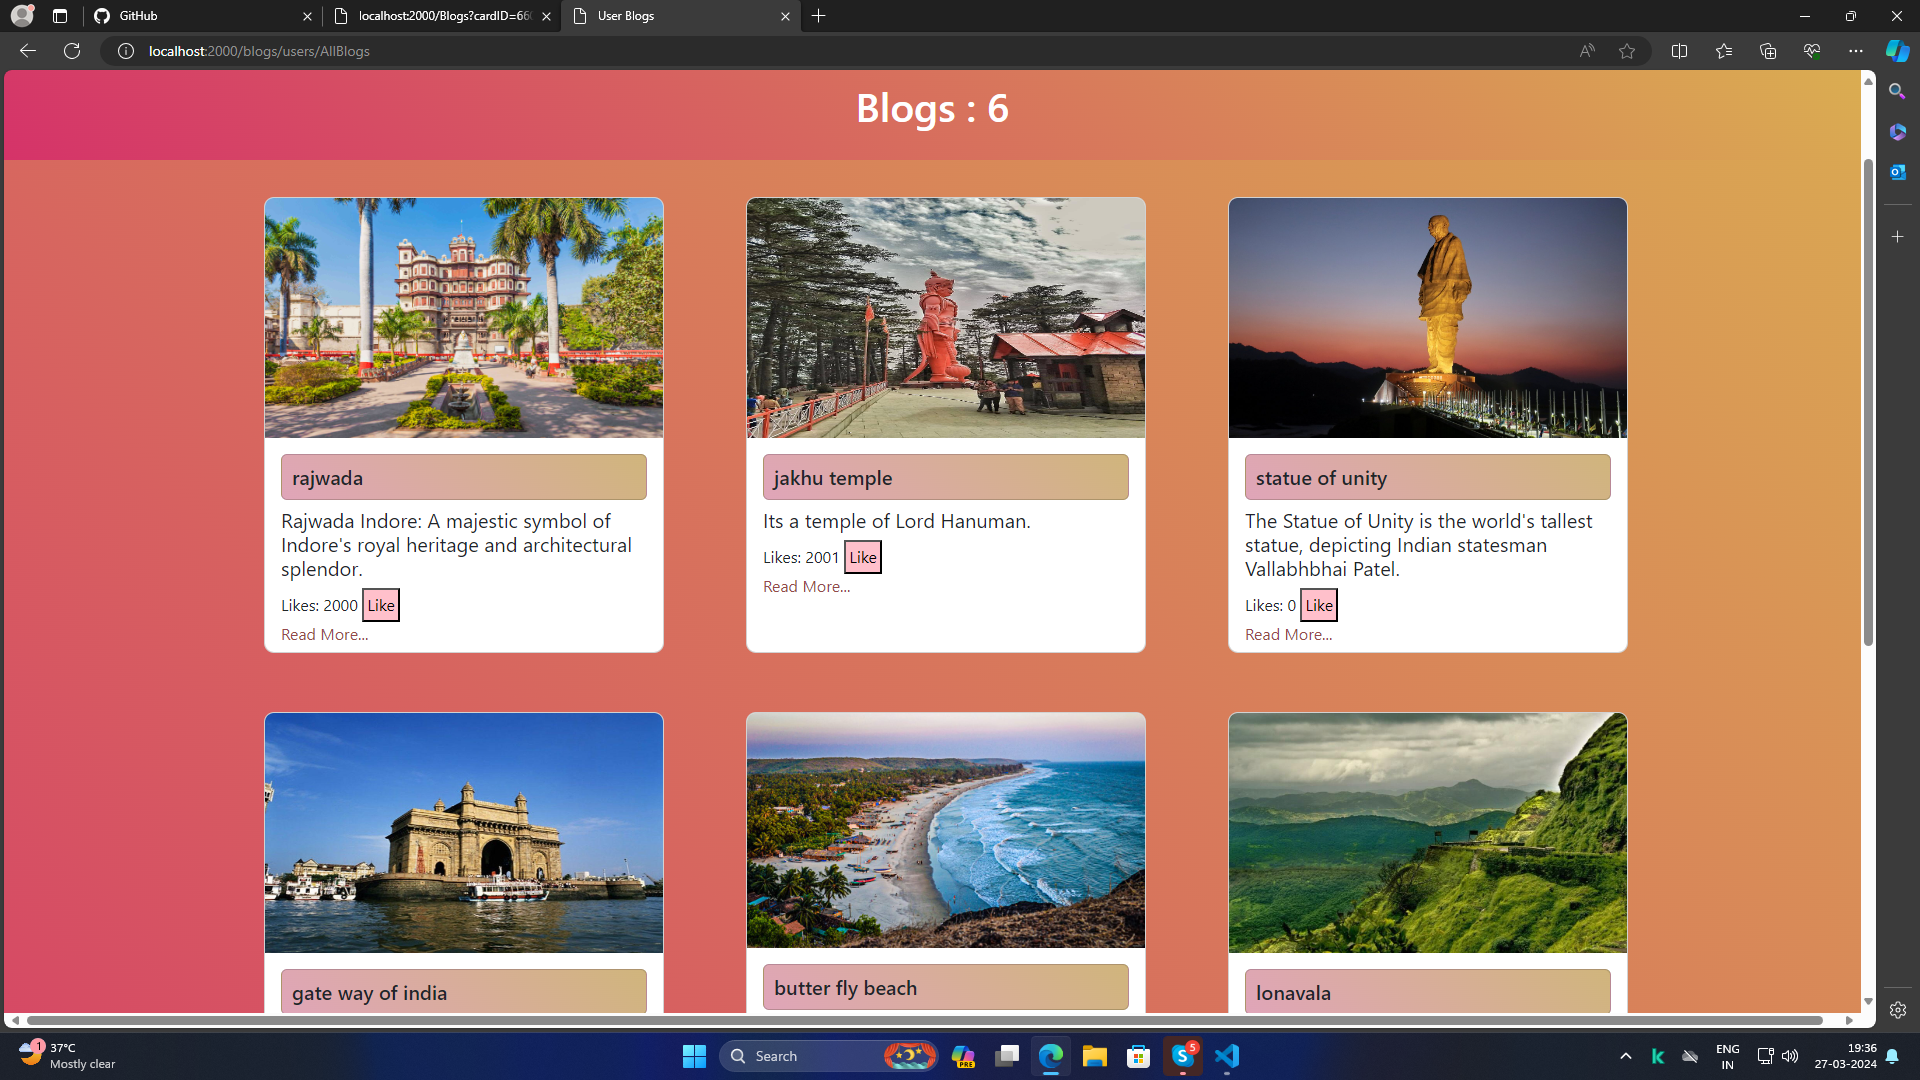 GitHub
localhost:2000/Blogs?cardID=66
User Blogs
localhost:2000/blogs/users/AllBlogs
Blogs : 6
rajwada
Rajwada Indore: A majestic symbol of
Indore's royal heritage and architectural
splendor.
Likes: 2000 Like
Read More...
jakhu temple
Its a temple of Lord Hanuman.
Likes: 2001 Like
Read More...
statue of unity
The Statue of Unity is the world's tallest
statue, depicting Indian statesman
Vallabhbhai Patel.
Likes: 0 Like
Read More...
gate way of india
butter fly beach
lonavala
1
37°C
Mostly clear
Search
PRE
5
ENG
IN
19:36
27-03-2024